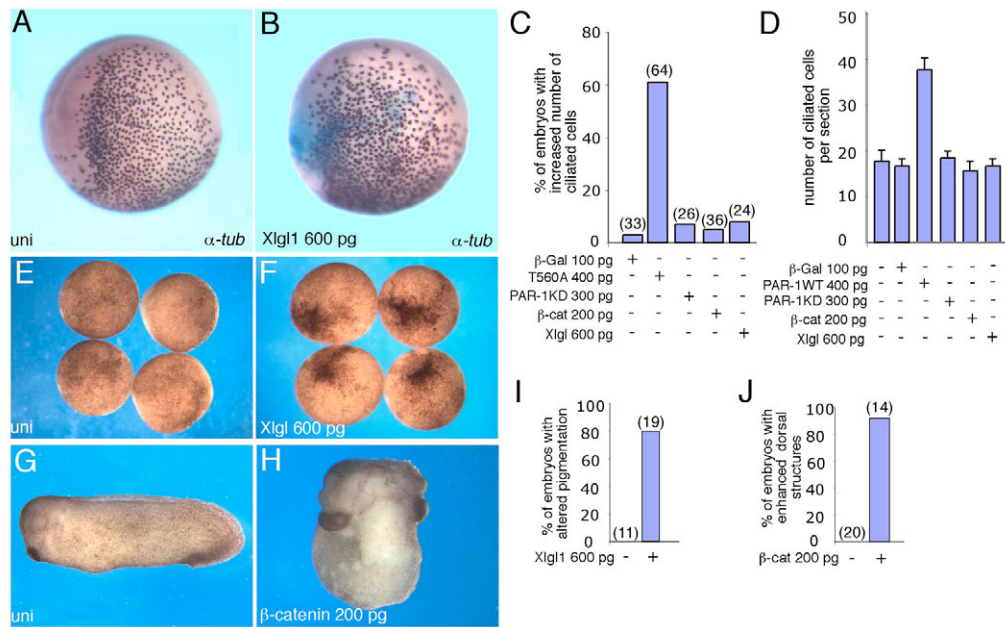 A
uni
α-tub
B
Xlgl1 600 pg
α-tub
C
% of embryos with
increased number of
ciliated cells
80
60
40
20
0
(33)
(64)
(26)
(36)
(24)
β-Gal 100 pg + - - - -
T560A 400 pg - + - - -
PAR-1KD 300 pg - - + - -
β-cat 200 pg - - - + -
Xlgl 600 pg - - - - +
D
number of ciliated cells
per section
50
40
30
20
10
0
β-Gal 100 pg - + - - - -
PAR-1WT 400 pg - - + - - -
PAR-1KD 300 pg - - - + - -
β-cat 200 pg - - - - + -
Xlgl 600 pg - - - - - +
E
uni
F
Xlgl 600 pg
G
uni
H
β-catenin 200 pg
I
% of embryos with
altered pigmentation
100
80
60
40
20
0
(11)
(19)
Xlgl1 600 pg - +
J
% of embryos with
enhanced dorsal
structures
100
80
60
40
20
0
(20)
(14)
β-cat 200 pg - +